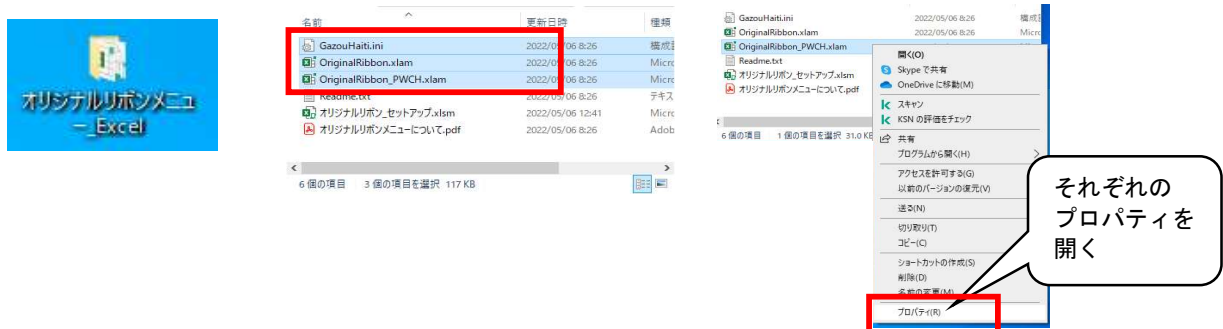 オリジナルリボンメニュ
ー_Excel
名前 更新日時 種類
GazouHaiti.ini 2022/05/06 8:26 構成設
OriginalRibbon.xlam 2022/05/06 8:26 Micro
OriginalRibbon_PWCH.xlam 2022/05/06 8:26 Micro
Readme.txt 2022/05/06 8:26 テキス
オリジナルリボン_セットアップ.xlsm 2022/05/06 12:41 Micro
オリジナルリボンメニューについて.pdf 2022/05/06 8:26 Adob
6 個の項目 3 個の項目を選択 117 KB
GazouHaiti.ini 2022/05/06 8:26 構成設
OriginalRibbon.xlam 2022/05/06 8:26 Micro
OriginalRibbon_PWCH.xlam
Readme.txt
オリジナルリボン_セットアップ.xlsm
オリジナルリボンメニューについて.pdf
6 個の項目 1 個の項目を選択 31.0 KB
開く(O)
Skype で共有
OneDrive に移動(M)
スキャン
KSN の評価をチェック
共有
プログラムから開く(H)
アクセスを許可する(G)
以前のバージョンの復元(V)
送る(N)
切り取り(T)
コピー(C)
ショートカットの作成(S)
削除(D)
名前の変更(M)
プロパティ(R)
それぞれの
プロパティを
開く